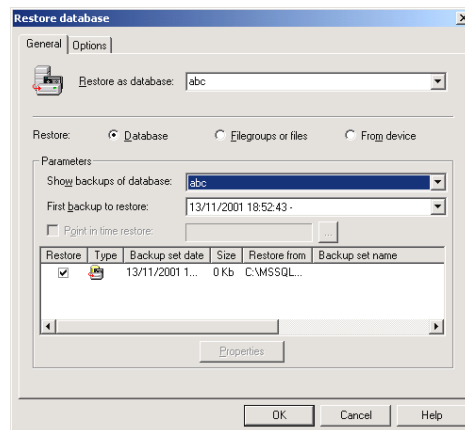 Restore database
General Options
Restore as database: abc
Restore: Database Filegroups or files From device
Parameters
Show backups of database: abc
First backup to restore: 13/11/2001 18:52:43 -
Point in time restore: ...
Restore Type Backup set date Size Restore from Backup set name
13/11/2001 1... 0 Kb C:\MSSQL...
Properties
OK Cancel Help